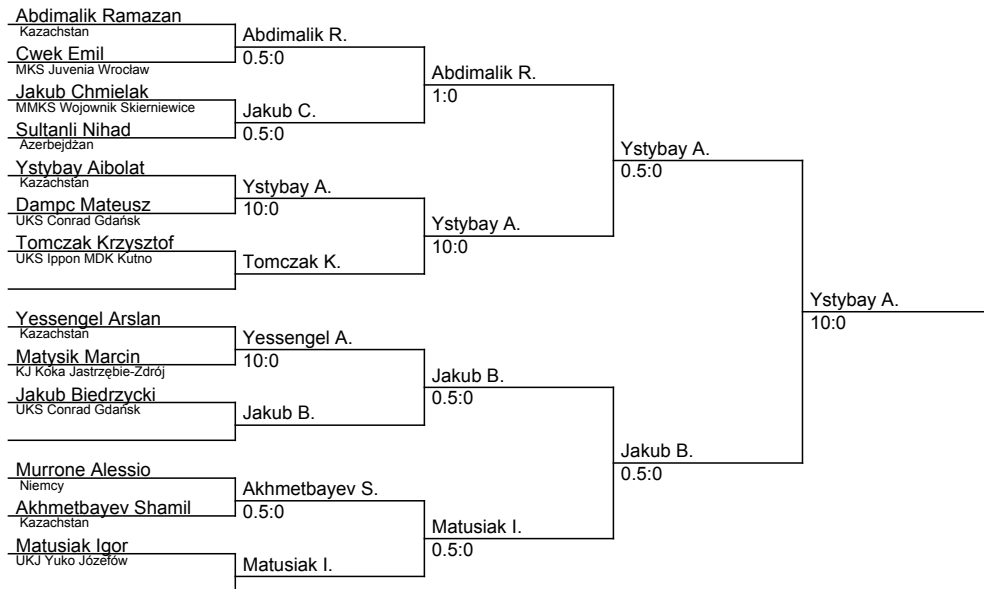 Abdimalik Ramazan
Kazachstan
Cwek Emil
MKS Juvenia Wrocław
Jakub Chmielak
MMKS Wojownik Skierniewice
Sultanli Nihad
Azerbejdżan
Ystybay Aibolat
Kazachstan
Dampc Mateusz
UKS Conrad Gdańsk
Tomczak Krzysztof
UKS Ippon MDK Kutno
Yessengel Arslan
Kazachstan
Matysik Marcin
KJ Koka Jastrzębie-Zdrój
Jakub Biedrzycki
UKS Conrad Gdańsk
Murrone Alessio
Niemcy
Akhmetbayev Shamil
Kazachstan
Matusiak Igor
UKJ Yuko Józefów
Abdimalik R.
0.5:0
Jakub C.
0.5:0
Ystybay A.
10:0
Tomczak K.
Yessengel A.
10:0
Jakub B.
Akhmetbayev S.
0.5:0
Matusiak I.
Abdimalik R.
1:0
Ystybay A.
10:0
Jakub B.
0.5:0
Matusiak I.
0.5:0
Ystybay A.
0.5:0
Jakub B.
0.5:0
Ystybay A.
10:0